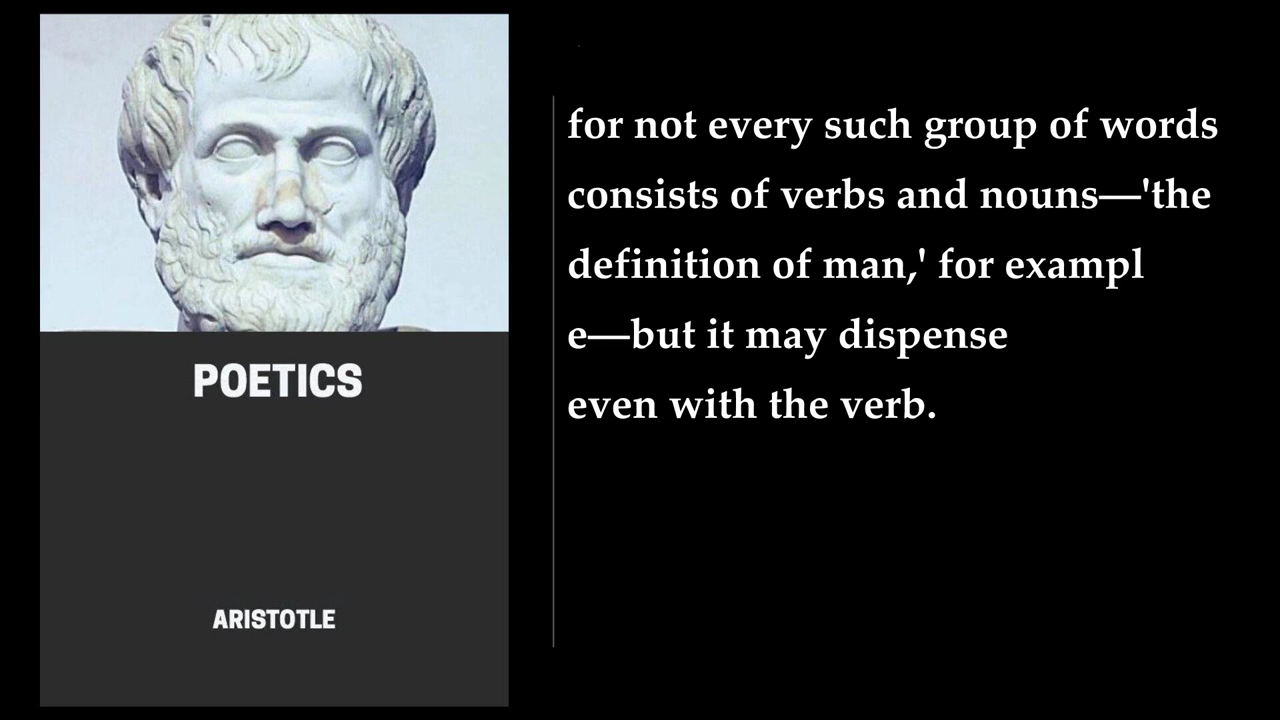 POETICS
ARISTOTLE
for not every such group of words
consists of verbs and nouns—'the
definition of man,' for exampl
e—but it may dispense
even with the verb.